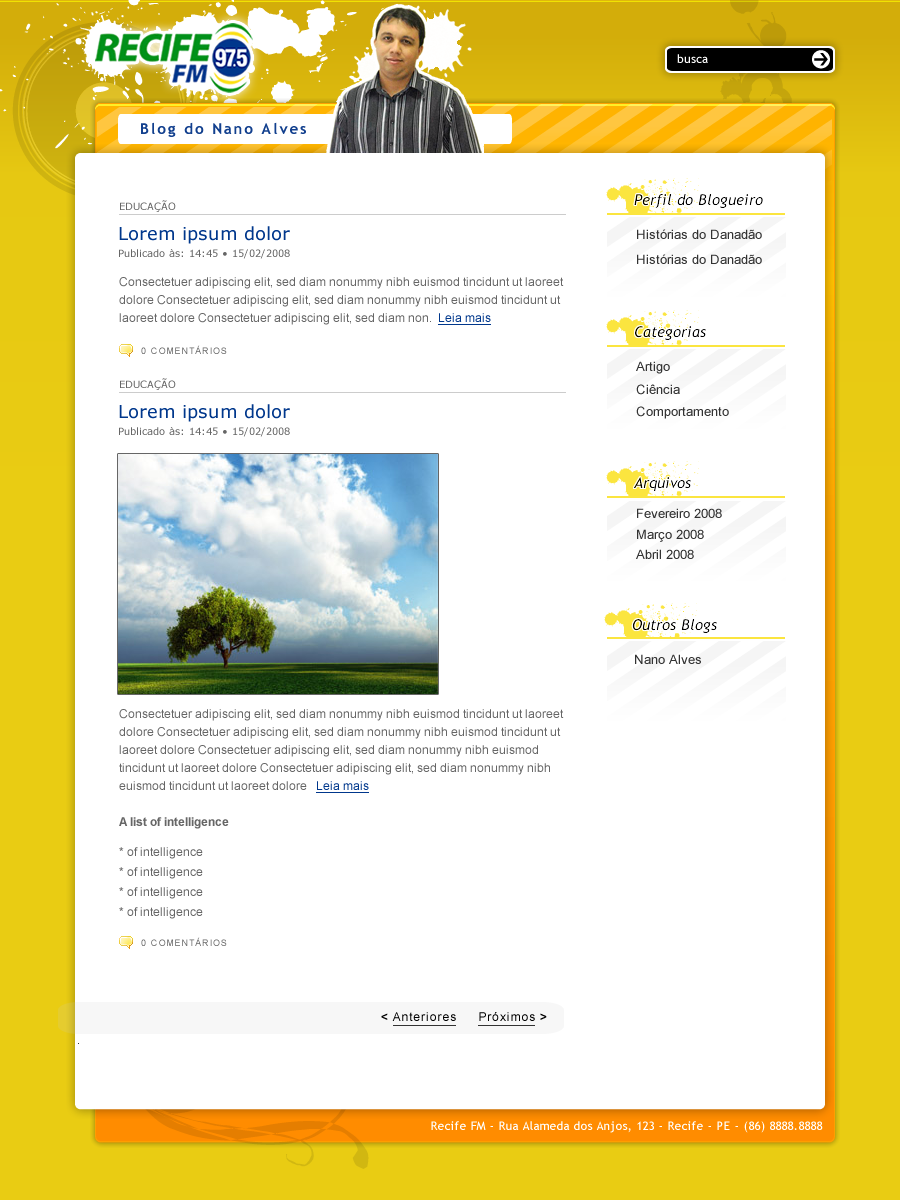 RECIFE
FM 97.5
busca
Blog do Nano Alves
EDUCAÇÃO
Lorem ipsum dolor
Publicado às: 14:45 • 15/02/2008
Consectetuer adipiscing elit, sed diam nonummy nibh euismod tincidunt ut laoreet
dolore Consectetuer adipiscing elit, sed diam nonummy nibh euismod tincidunt ut
laoreet dolore Consectetuer adipiscing elit, sed diam non. Leia mais
0 COMENTÁRIOS
EDUCAÇÃO
Lorem ipsum dolor
Publicado às: 14:45 • 15/02/2008
Consectetuer adipiscing elit, sed diam nonummy nibh euismod tincidunt ut laoreet
dolore Consectetuer adipiscing elit, sed diam nonummy nibh euismod tincidunt ut
laoreet dolore Consectetuer adipiscing elit, sed diam nonummy nibh euismod
tincidunt ut laoreet dolore Consectetuer adipiscing elit, sed diam nonummy nibh
euismod tincidunt ut laoreet dolore Leia mais
A list of intelligence
* of intelligence
* of intelligence
* of intelligence
* of intelligence
0 COMENTÁRIOS
< Anteriores Próximos >
Perfil do Blogueiro
Histórias do Danadão
Histórias do Danadão
Categorias
Artigo
Ciência
Comportamento
Arquivos
Fevereiro 2008
Março 2008
Abril 2008
Outros Blogs
Nano Alves
Recife FM - Rua Alameda dos Anjos, 123 - Recife - PE - (86) 8888.8888